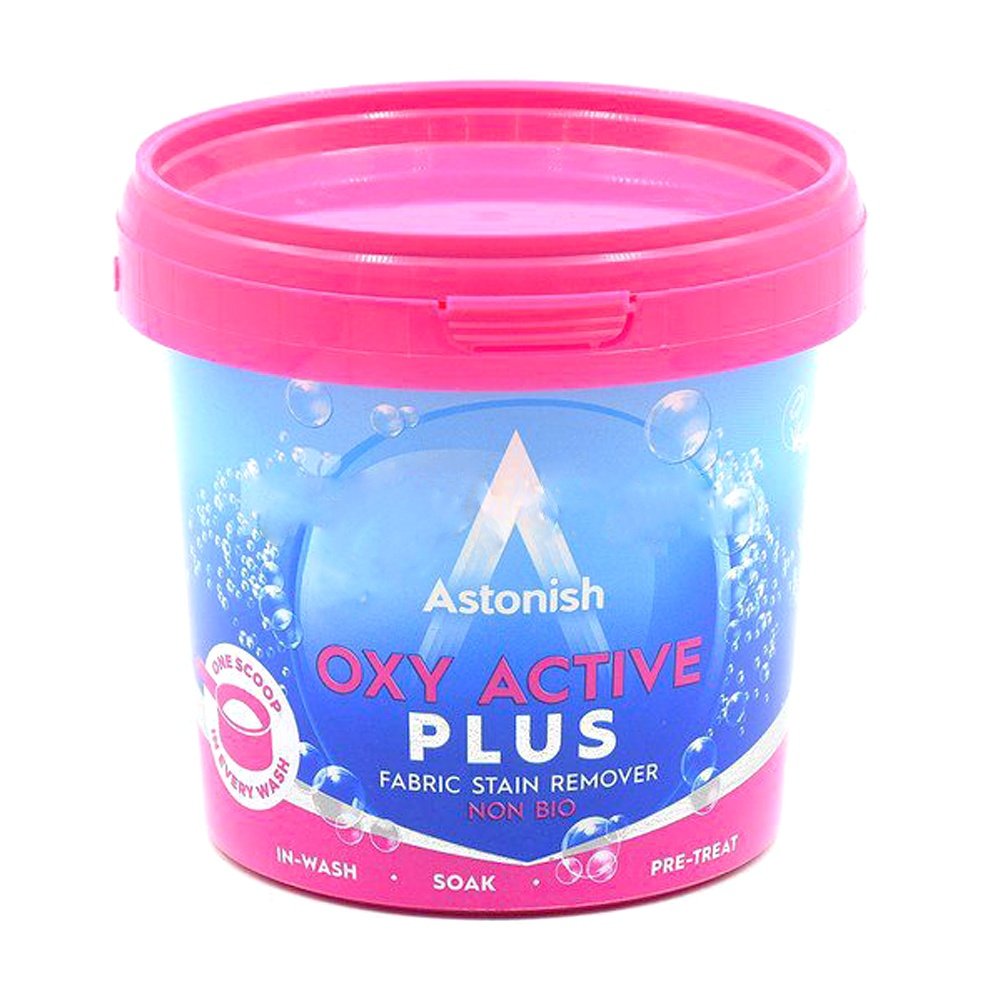 Astonish
OXY ACTIVE
PLUS
FABRIC STAIN REMOVER
NON BIO
ONE SCOOP
IN EVERY WASH
IN-WASH • SOAK • PRE-TREAT